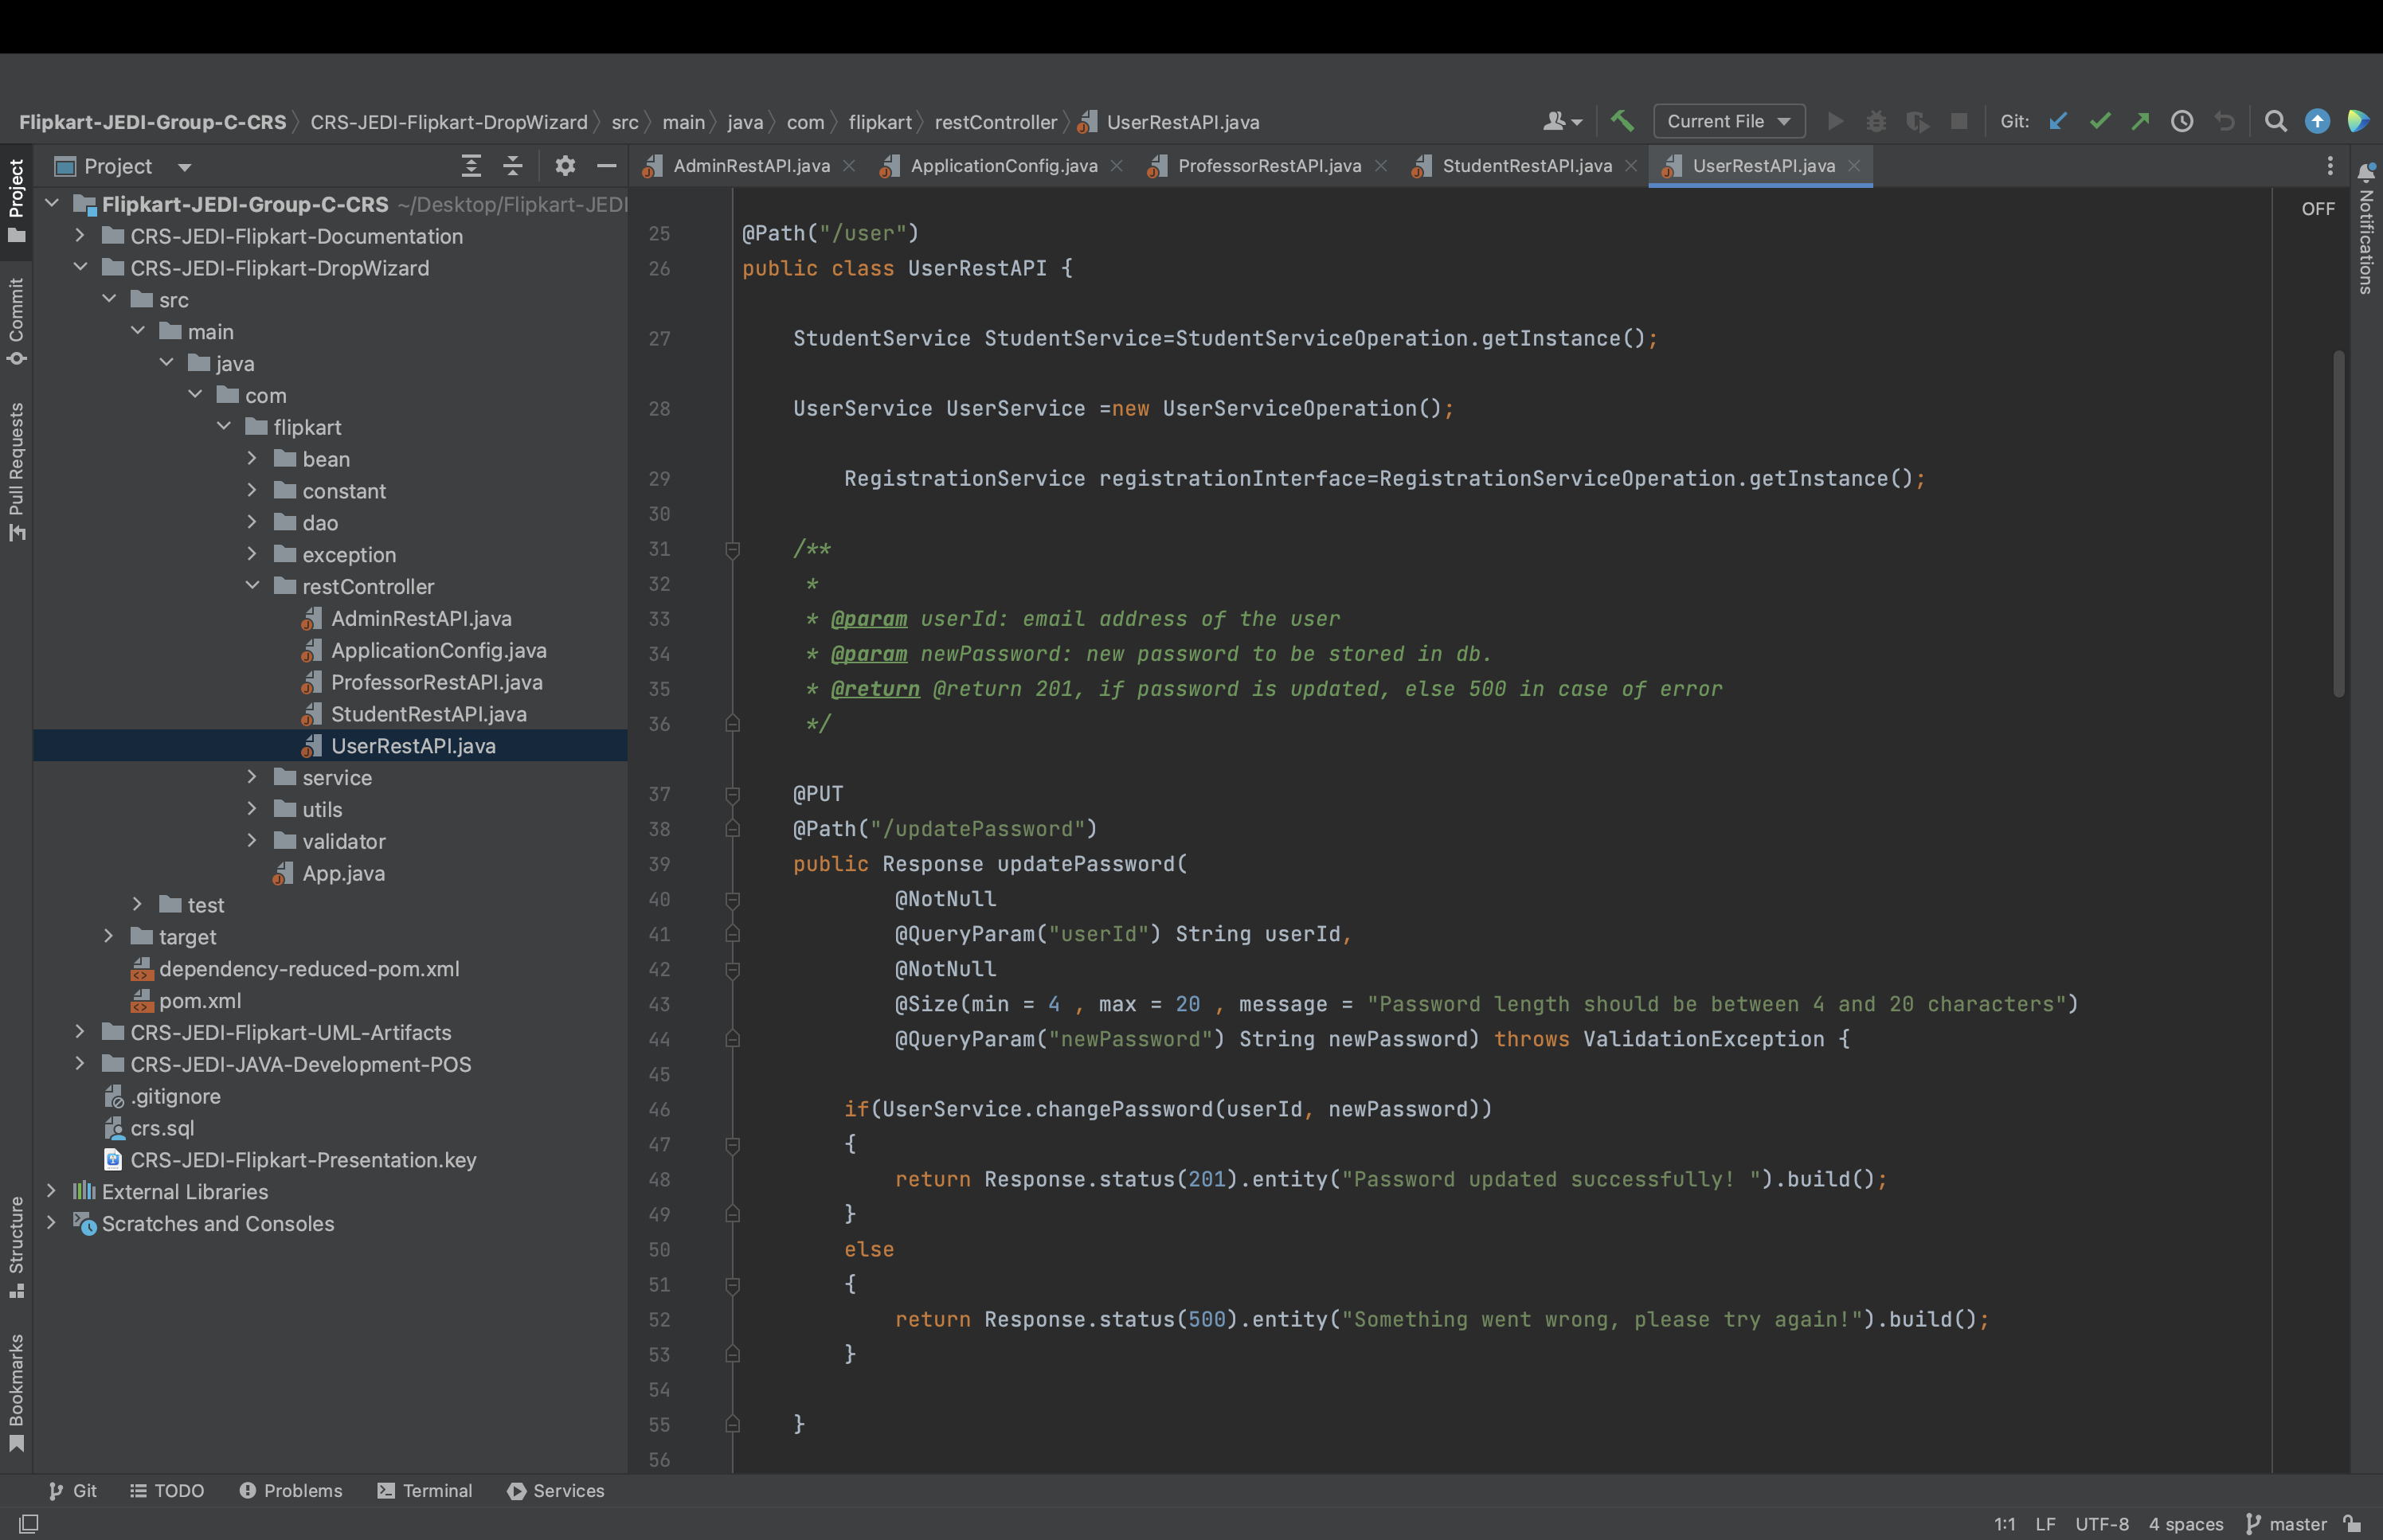 Flipkart-JEDI-Group-C-CRS CRS-JEDI-Flipkart-DropWizard src main java com flipkart restController UserRestAPI.java Current File Git:
Project
AdminRestAPI.java ApplicationConfig.java ProfessorRestAPI.java StudentRestAPI.java UserRestAPI.java
Project
Commit
Pull Requests
Structure
Bookmarks
Flipkart-JEDI-Group-C-CRS ~/Desktop/Flipkart-JEDI
CRS-JEDI-Flipkart-Documentation
CRS-JEDI-Flipkart-DropWizard
src
main
java
com
flipkart
bean
constant
dao
exception
restController
AdminRestAPI.java
ApplicationConfig.java
ProfessorRestAPI.java
StudentRestAPI.java
UserRestAPI.java
service
utils
validator
App.java
test
target
dependency-reduced-pom.xml
pom.xml
CRS-JEDI-Flipkart-UML-Artifacts
CRS-JEDI-JAVA-Development-POS
.gitignore
crs.sql
CRS-JEDI-Flipkart-Presentation.key
External Libraries
Scratches and Consoles
25 @Path("/user")
26 public class UserRestAPI {
27 StudentService StudentService=StudentServiceOperation.getInstance();
28 UserService UserService =new UserServiceOperation();
29 RegistrationService registrationInterface=RegistrationServiceOperation.getInstance();
30
31 /**
32 *
33 * @param userId: email address of the user
34 * @param newPassword: new password to be stored in db.
35 * @return @return 201, if password is updated, else 500 in case of error
36 */
37 @PUT
38 @Path("/updatePassword")
39 public Response updatePassword(
40 @NotNull
41 @QueryParam("userId") String userId,
42 @NotNull
43 @Size(min = 4 , max = 20 , message = "Password length should be between 4 and 20 characters")
44 @QueryParam("newPassword") String newPassword) throws ValidationException {
45
46 if(UserService.changePassword(userId, newPassword))
47 {
48 return Response.status(201).entity("Password updated successfully! ").build();
49 }
50 else
51 {
52 return Response.status(500).entity("Something went wrong, please try again!").build();
53 }
54
55 }
56
OFF
Notifications
Git TODO Problems Terminal Services
1:1 LF UTF-8 4 spaces master